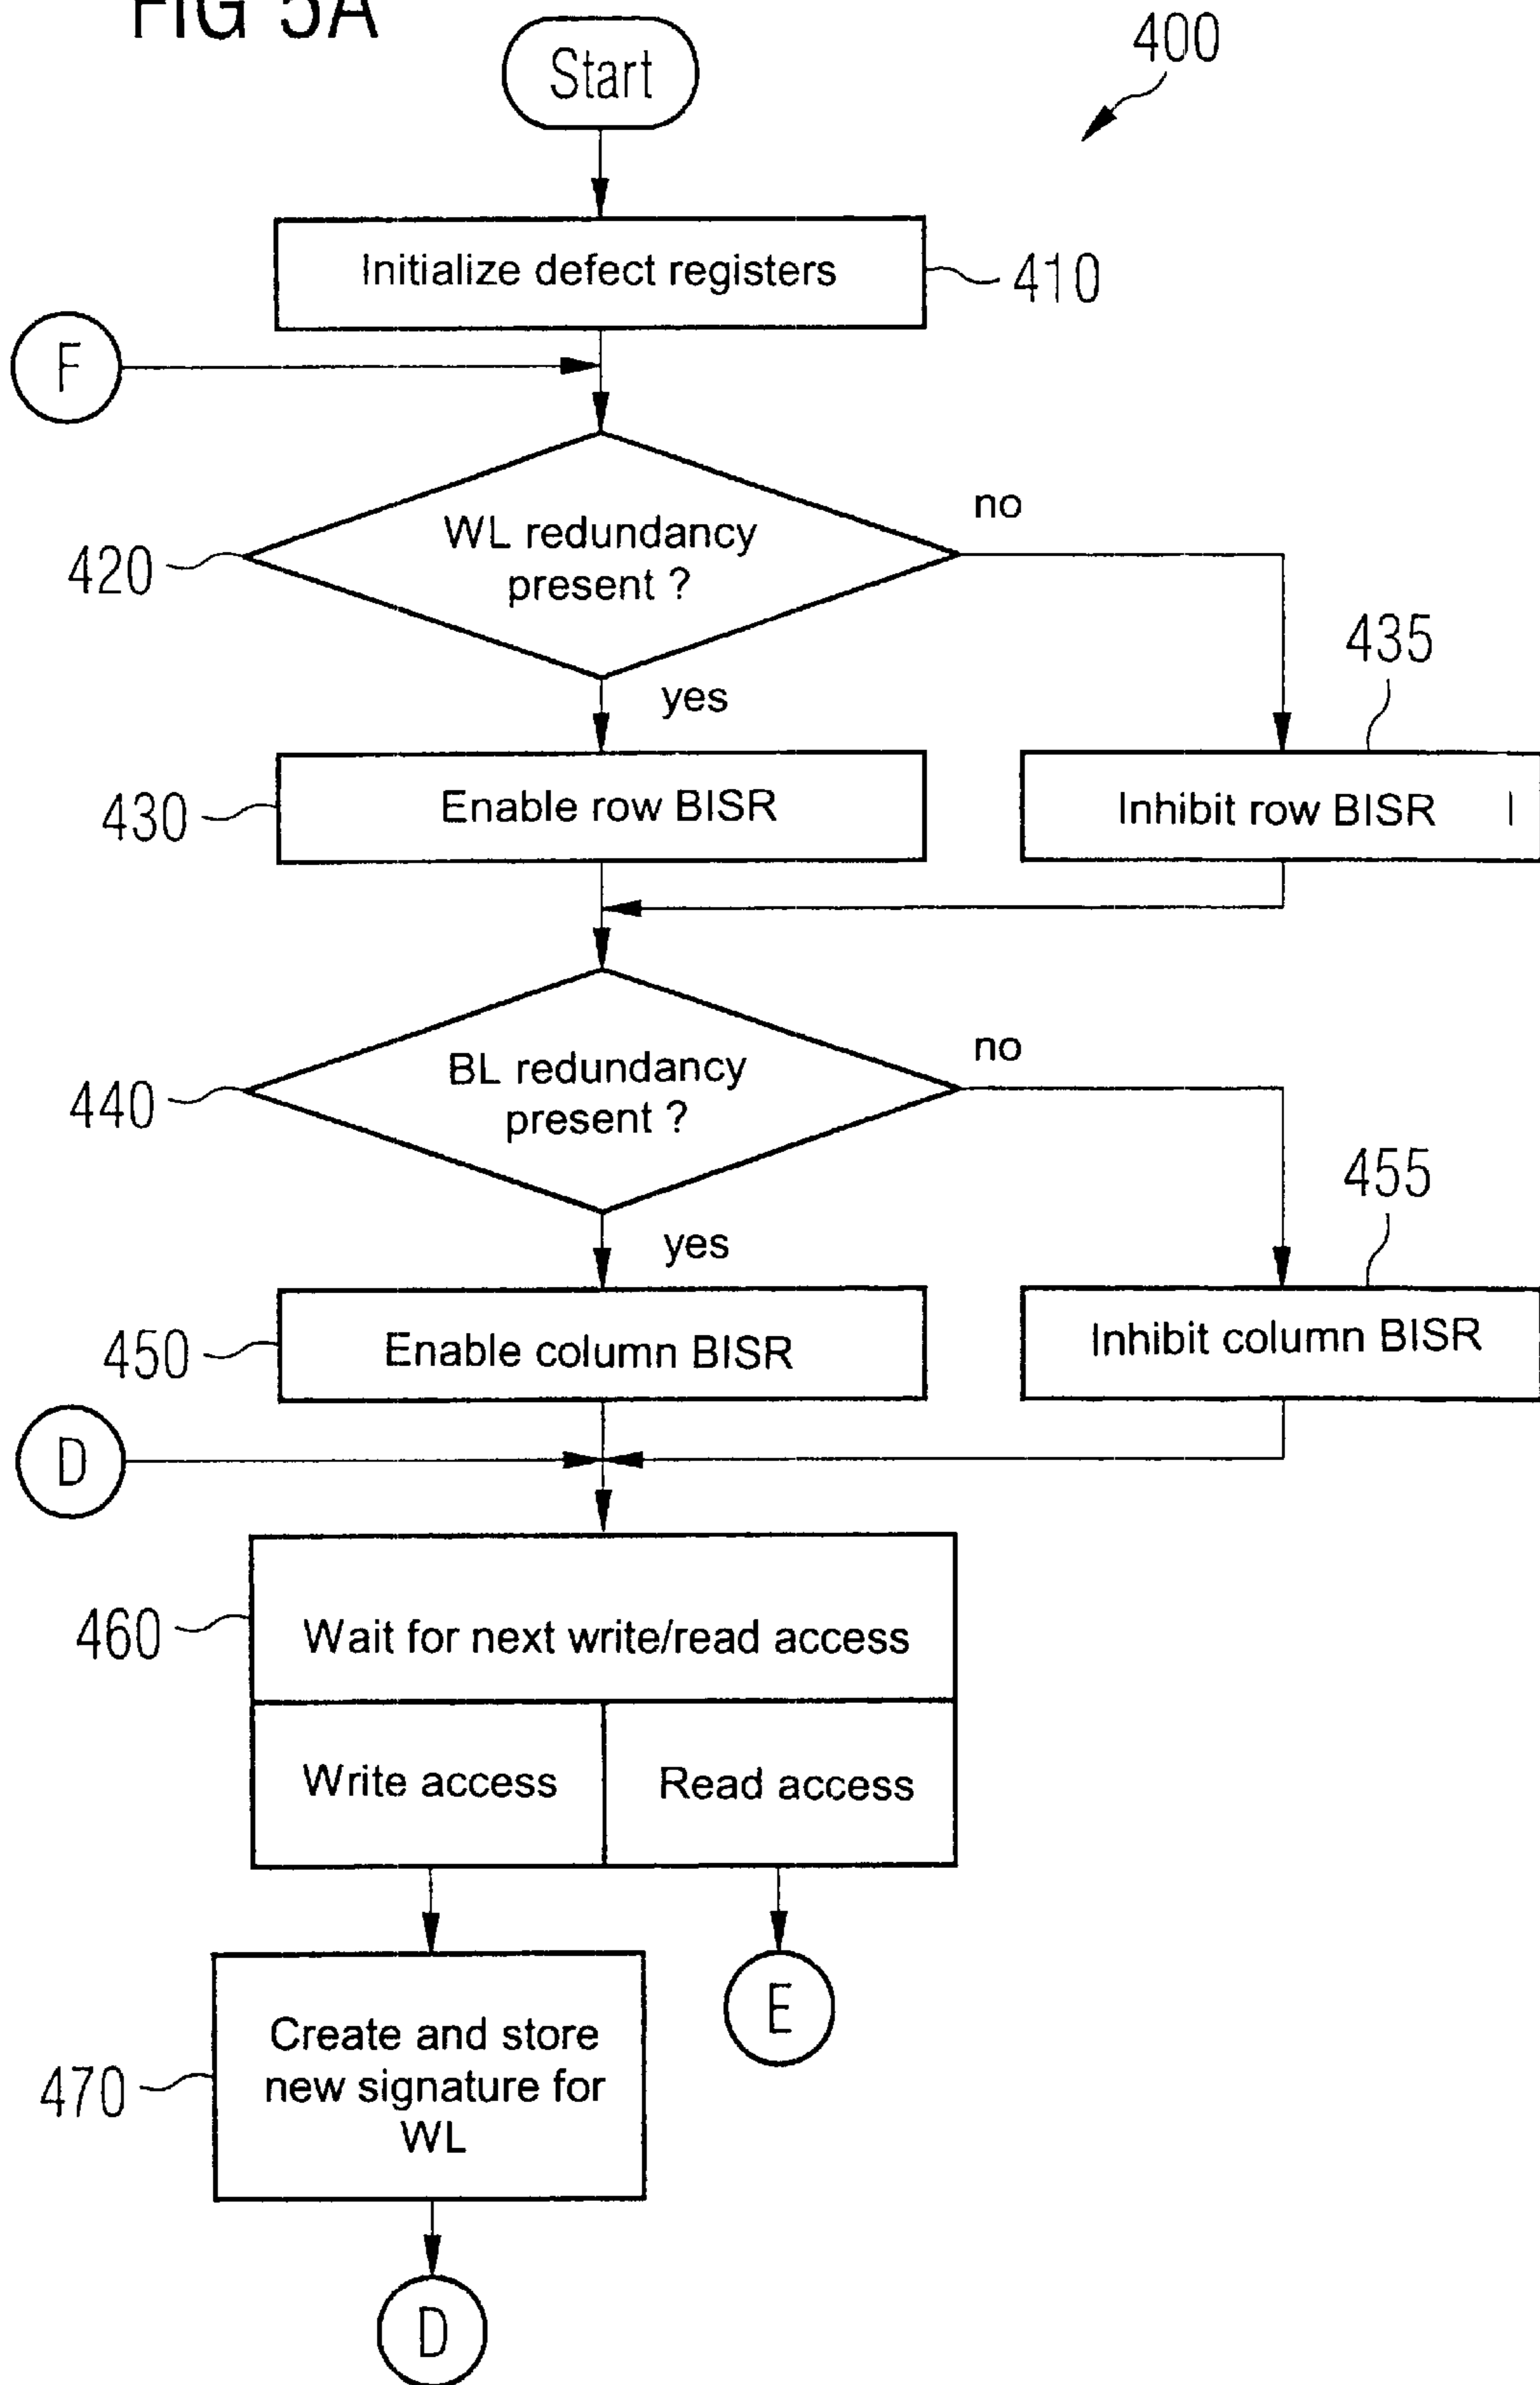 FIG 5A
400
Start
Initialize defect registers
410
F
WL redundancy
present ?
420
no
yes
435
430
Enable row BISR
Inhibit row BISR
BL redundancy
present ?
440
no
yes
455
450
Enable column BISR
Inhibit column BISR
D
460
Wait for next write/read access
Write access
Read access
E
Create and store
new signature for
WL
470
D